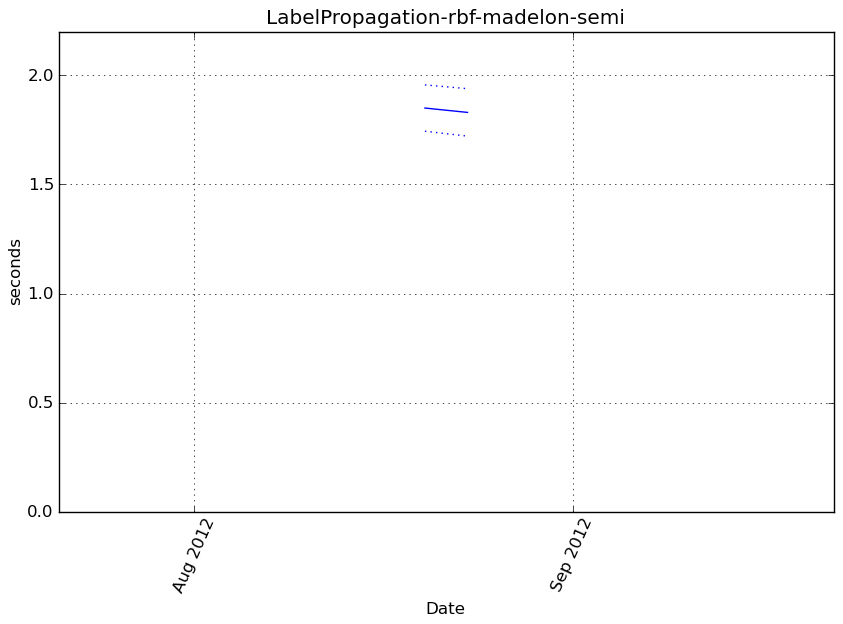 LabelPropagation-rbf-madelon-semi
2.0
1.5
1.0
0.5
0.0
seconds
Aug 2012
Sep 2012
Date